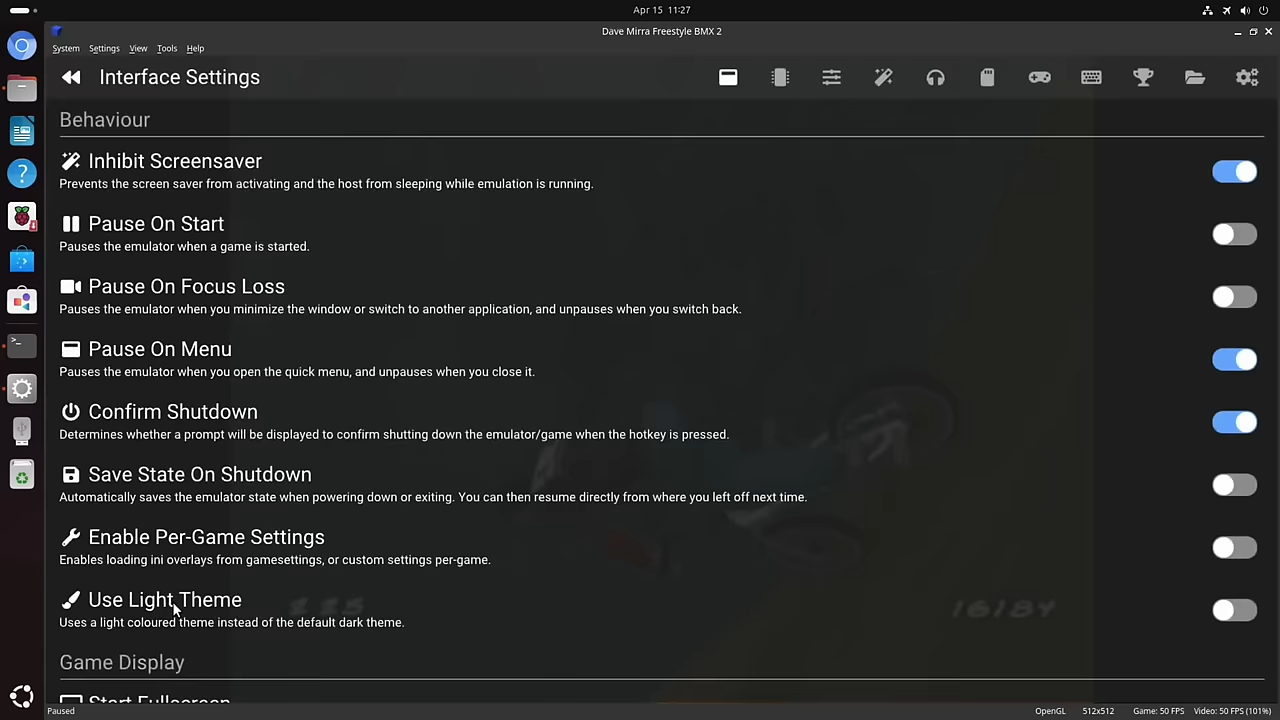 Apr 15 11:27
Dave Mirra Freestyle BMX 2
System Settings View Tools Help
Interface Settings
Behaviour
Inhibit Screensaver
Prevents the screen saver from activating and the host from sleeping while emulation is running.
Pause On Start
Pauses the emulator when a game is started.
Pause On Focus Loss
Pauses the emulator when you minimize the window or switch to another application, and unpauses when you switch back.
Pause On Menu
Pauses the emulator when you open the quick menu, and unpauses when you close it.
Confirm Shutdown
Determines whether a prompt will be displayed to confirm shutting down the emulator/game when the hotkey is pressed.
Save State On Shutdown
Automatically saves the emulator state when powering down or exiting. You can then resume directly from where you left off next time.
Enable Per-Game Settings
Enables loading ini overlays from gamesettings, or custom settings per-game.
Use Light Theme
225 16184
Uses a light coloured theme instead of the default dark theme.
Game Display
Start Fullscreen
Paused OpenGL 512x512 Game: 50 FPS Video: 50 FPS (101%)